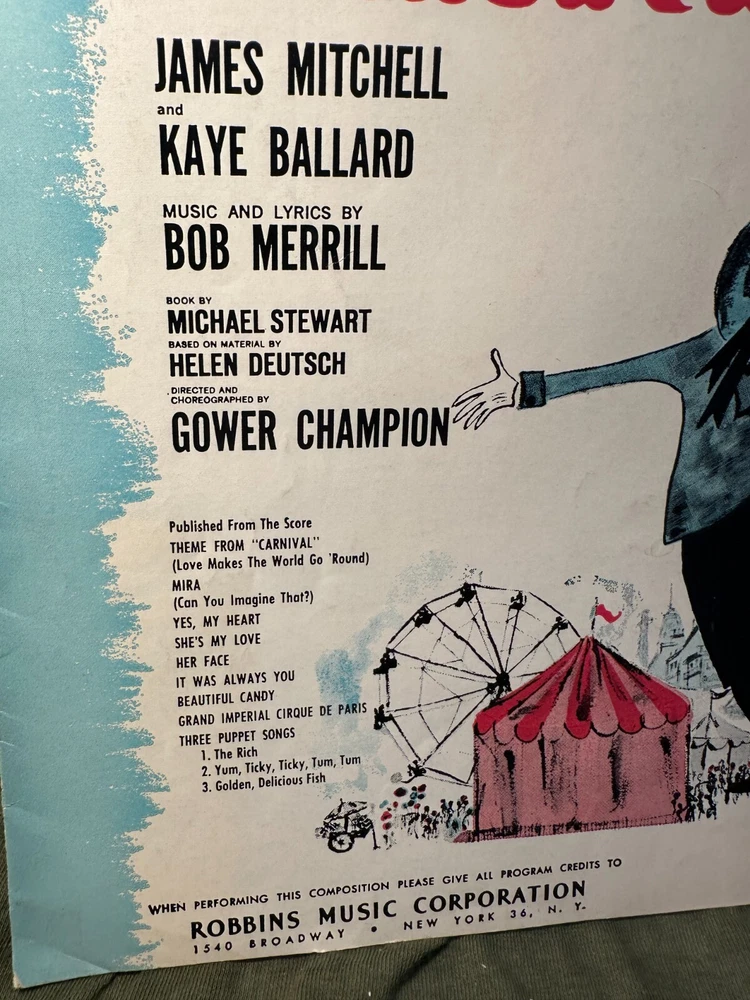 JAMES MITCHELL
and
KAYE BALLARD
MUSIC AND LYRICS BY
BOB MERRILL
BOOK BY
MICHAEL STEWART
BASED ON MATERIAL BY
HELEN DEUTSCH
DIRECTED AND
CHOREOGRAPHED BY
GOWER CHAMPION
Published From The Score
THEME FROM "CARNIVAL"
(Love Makes The World Go 'Round)
MIRA
(Can You Imagine That?)
YES, MY HEART
SHE'S MY LOVE
HER FACE
IT WAS ALWAYS YOU
BEAUTIFUL CANDY
GRAND IMPERIAL CIRQUE DE PARIS
THREE PUPPET SONGS
1. The Rich
2. Yum, Ticky, Ticky, Tum, Tum
3. Golden, Delicious Fish
WHEN PERFORMING THIS COMPOSITION PLEASE GIVE ALL PROGRAM CREDITS TO
ROBBINS MUSIC CORPORATION
1540 BROADWAY • NEW YORK 36, N. Y.